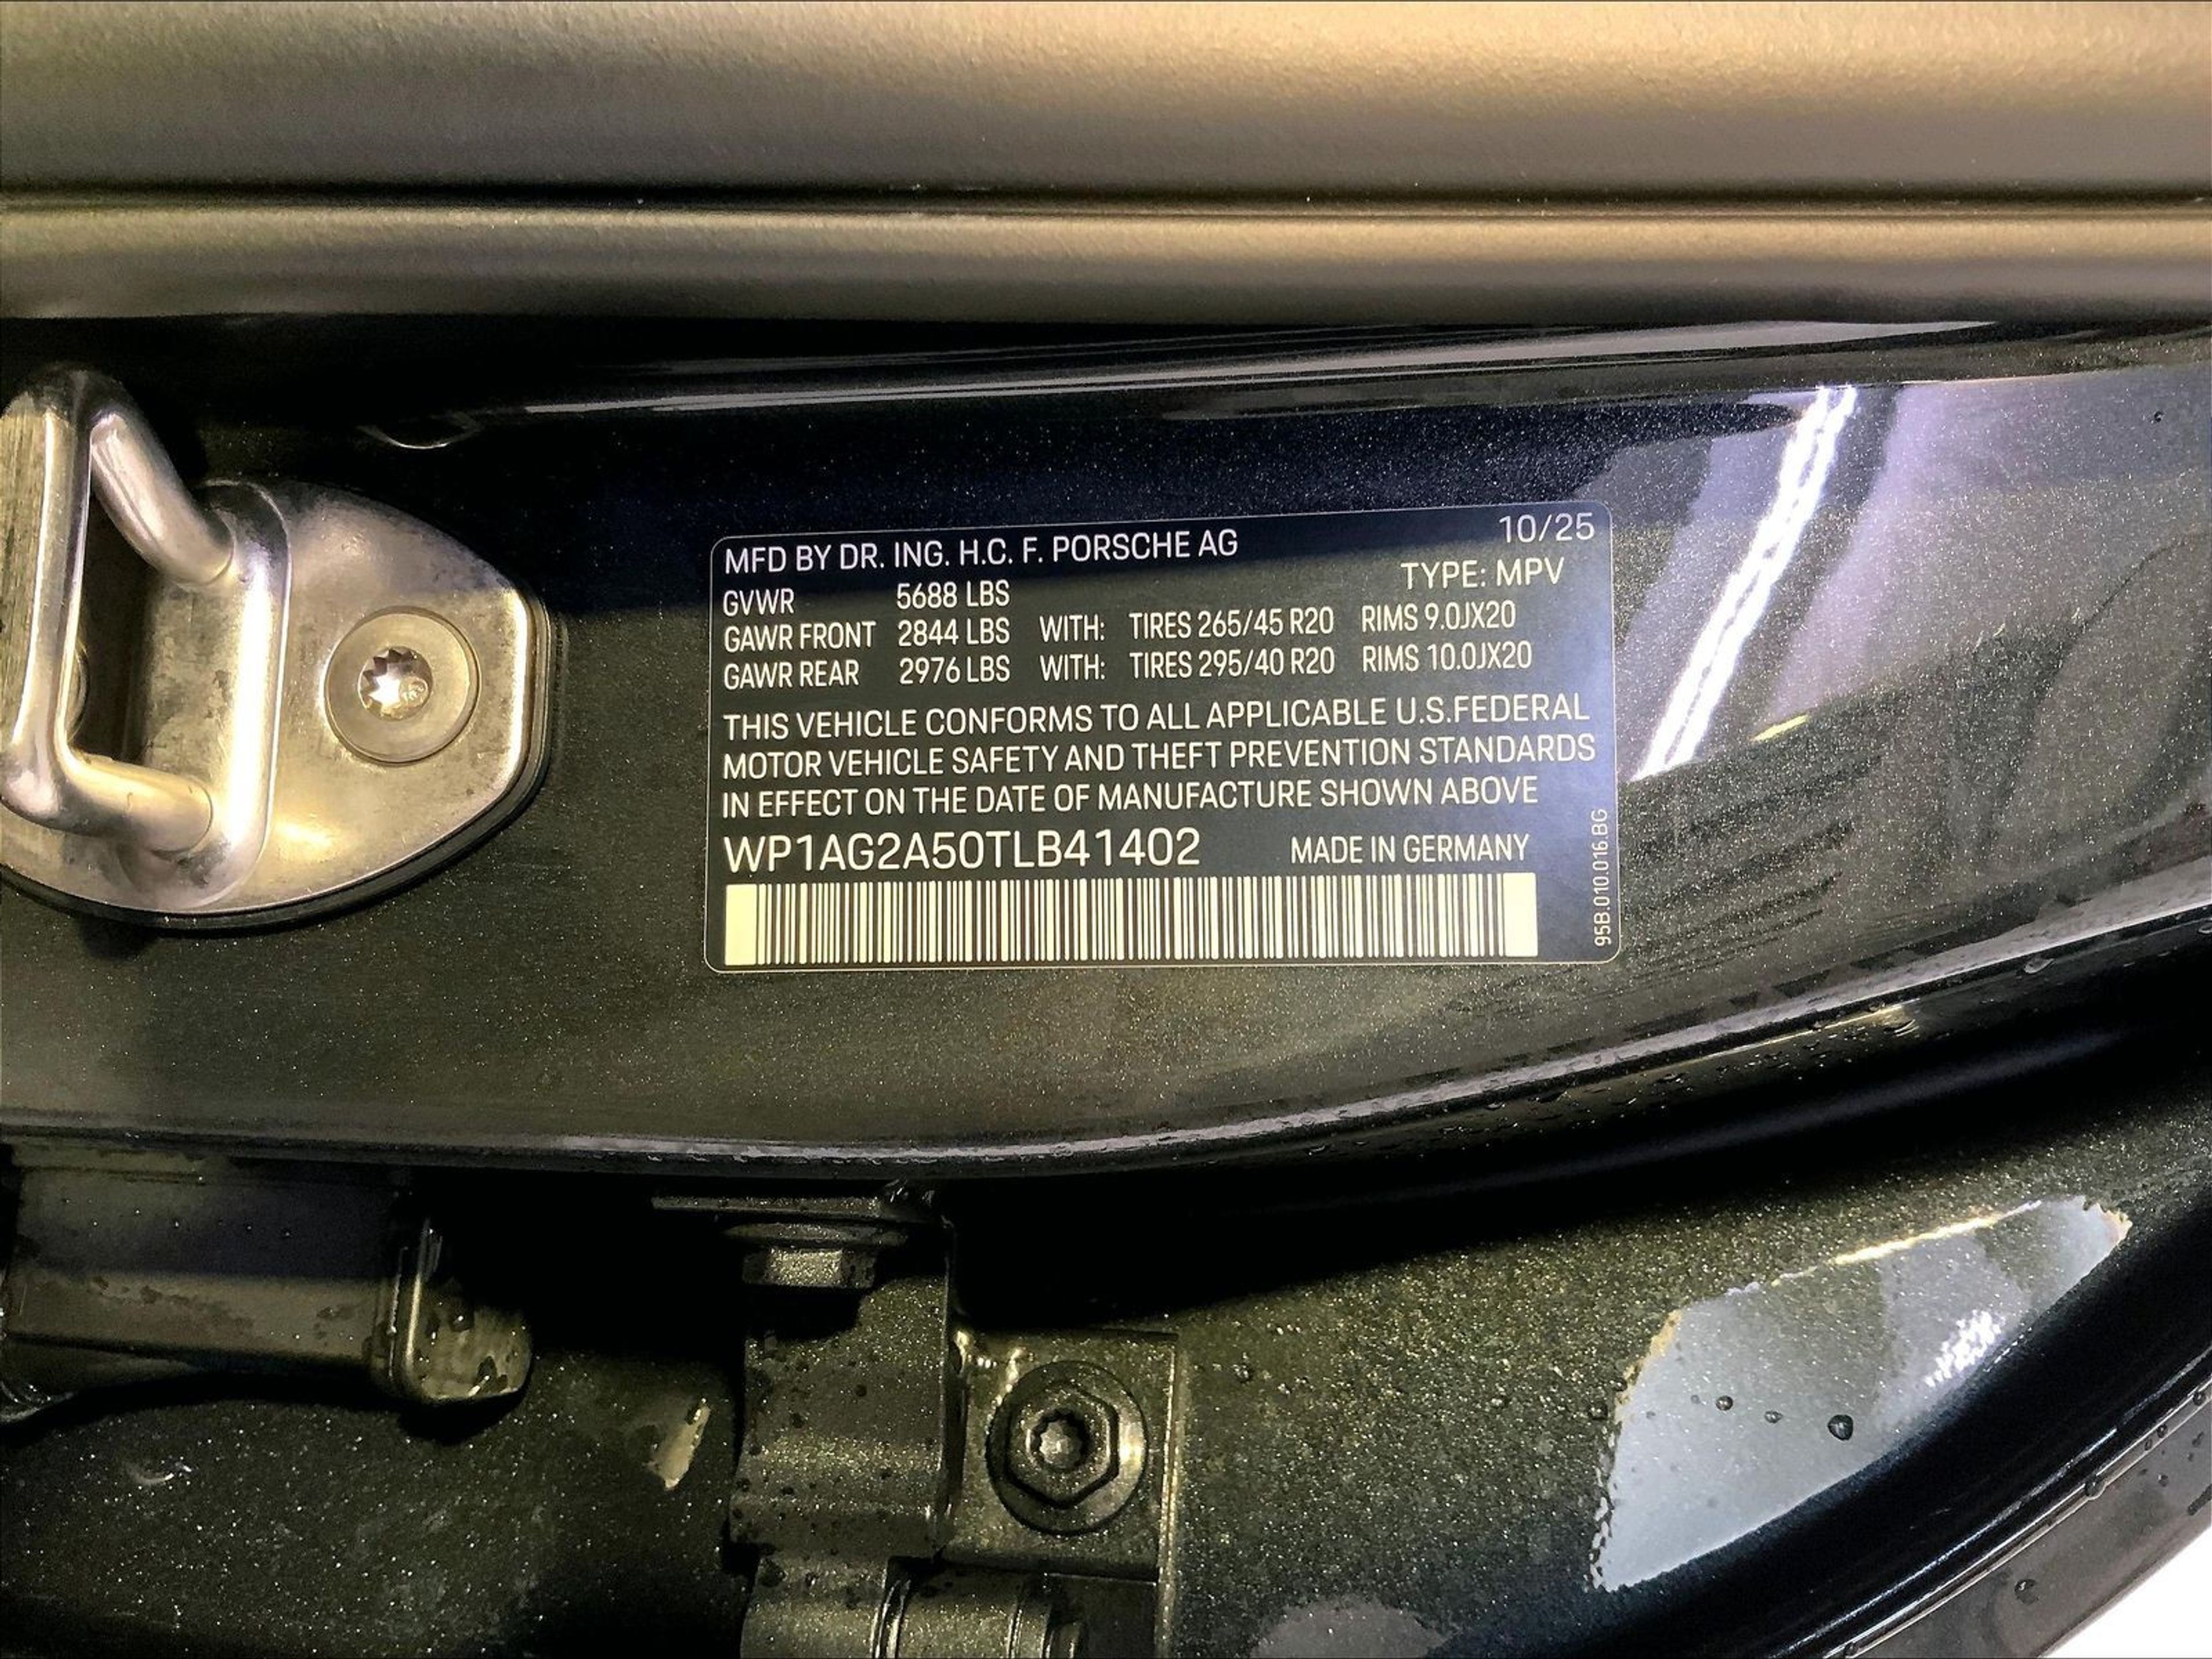 MFD BY DR. ING. H.C. F. PORSCHE AG 10/25
GVWR 5688 LBS TYPE: MPV
GAWR FRONT 2844 LBS WITH: TIRES 265/45 R20 RIMS 9.0JX20
GAWR REAR 2976 LBS WITH: TIRES 295/40 R20 RIMS 10.0JX20
THIS VEHICLE CONFORMS TO ALL APPLICABLE U.S.FEDERAL
MOTOR VEHICLE SAFETY AND THEFT PREVENTION STANDARDS
IN EFFECT ON THE DATE OF MANUFACTURE SHOWN ABOVE
WP1AG2A50TLB41402 MADE IN GERMANY
95B.010.016.BG